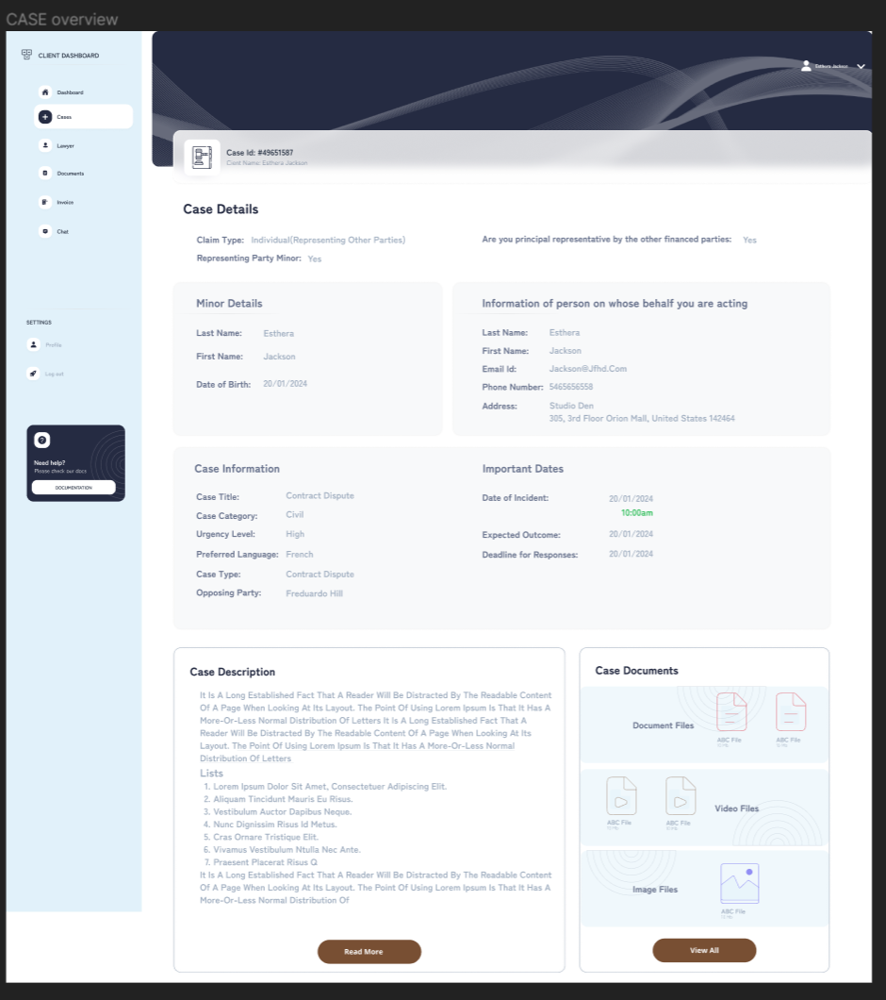 CASE overview
CLIENT DASHBOARD
Dashboard
Cases
Lawyer
Documents
Invoice
Chat
SETTINGS
Profile
Log out
Need help?
Please check our docs
DOCUMENTATION
Esthera Jackson
Case Id: #49651587
Client Name: Esthera Jackson
Case Details
Claim Type: Individual(Representing Other Parties)
Are you principal representative by the other financed parties: Yes
Representing Party Minor: Yes
Minor Details
Last Name: Esthera
First Name: Jackson
Date of Birth: 20/01/2024
Information of person on whose behalf you are acting
Last Name: Esthera
First Name: Jackson
Email Id: Jackson@Jfhd.Com
Phone Number: 5465656558
Address: Studio Den
305, 3rd Floor Orion Mall, United States 142464
Case Information
Case Title: Contract Dispute
Case Category: Civil
Urgency Level: High
Preferred Language: French
Case Type: Contract Dispute
Opposing Party: Freduardo Hill
Important Dates
Date of Incident: 20/01/2024
10:00am
Expected Outcome: 20/01/2024
Deadline for Responses: 20/01/2024
Case Description
It Is A Long Established Fact That A Reader Will Be Distracted By The Readable Content
Of A Page When Looking At Its Layout. The Point Of Using Lorem Ipsum Is That It Has A
More-Or-Less Normal Distribution Of Letters It Is A Long Established Fact That A
Reader Will Be Distracted By The Readable Content Of A Page When Looking At Its
Layout. The Point Of Using Lorem Ipsum Is That It Has A More-Or-Less Normal
Distribution Of Letters
Lists
1. Lorem Ipsum Dolor Sit Amet, Consectetuer Adipiscing Elit.
2. Aliquam Tincidunt Mauris Eu Risus.
3. Vestibulum Auctor Dapibus Neque.
4. Nunc Dignissim Risus Id Metus.
5. Cras Ornare Tristique Elit.
6. Vivamus Vestibulum Ntulla Nec Ante.
7. Praesent Placerat Risus Q
It Is A Long Established Fact That A Reader Will Be Distracted By The Readable Content
Of A Page When Looking At Its Layout. The Point Of Using Lorem Ipsum Is That It Has A
More-Or-Less Normal Distribution Of
Read More
Case Documents
Document Files
ABC File
ABC File
ABC File
ABC File
Video Files
Image Files
ABC File
View All